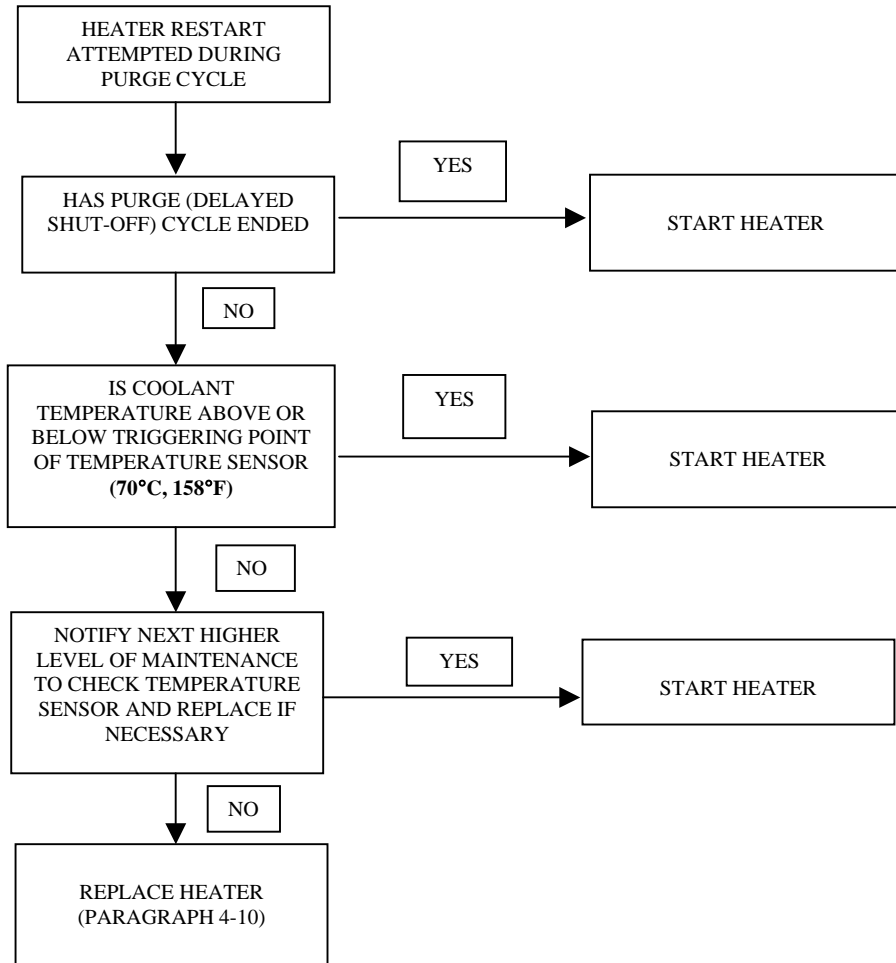 HEATER RESTART
ATTEMPTED DURING
PURGE CYCLE
YES
HAS PURGE (DELAYED
SHUT-OFF) CYCLE ENDED
START HEATER
NO
IS COOLANT
TEMPERATURE ABOVE OR
BELOW TRIGGERING POINT
OF TEMPERATURE SENSOR
(70°C, 158°F)
YES
START HEATER
NO
NOTIFY NEXT HIGHER
LEVEL OF MAINTENANCE
TO CHECK TEMPERATURE
SENSOR AND REPLACE IF
NECESSARY
YES
START HEATER
NO
REPLACE HEATER
(PARAGRAPH 4-10)